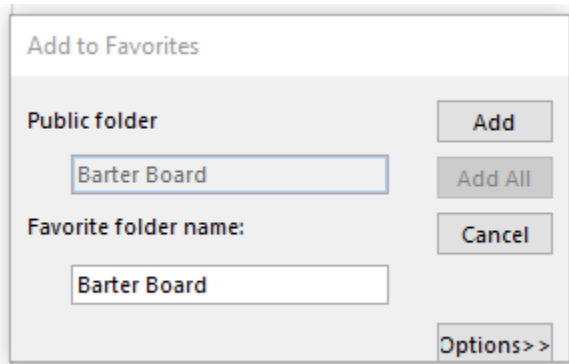 Add to Favorites
Public folder
Add
Barter Board
Add All
Favorite folder name:
Cancel
Barter Board
Options>>